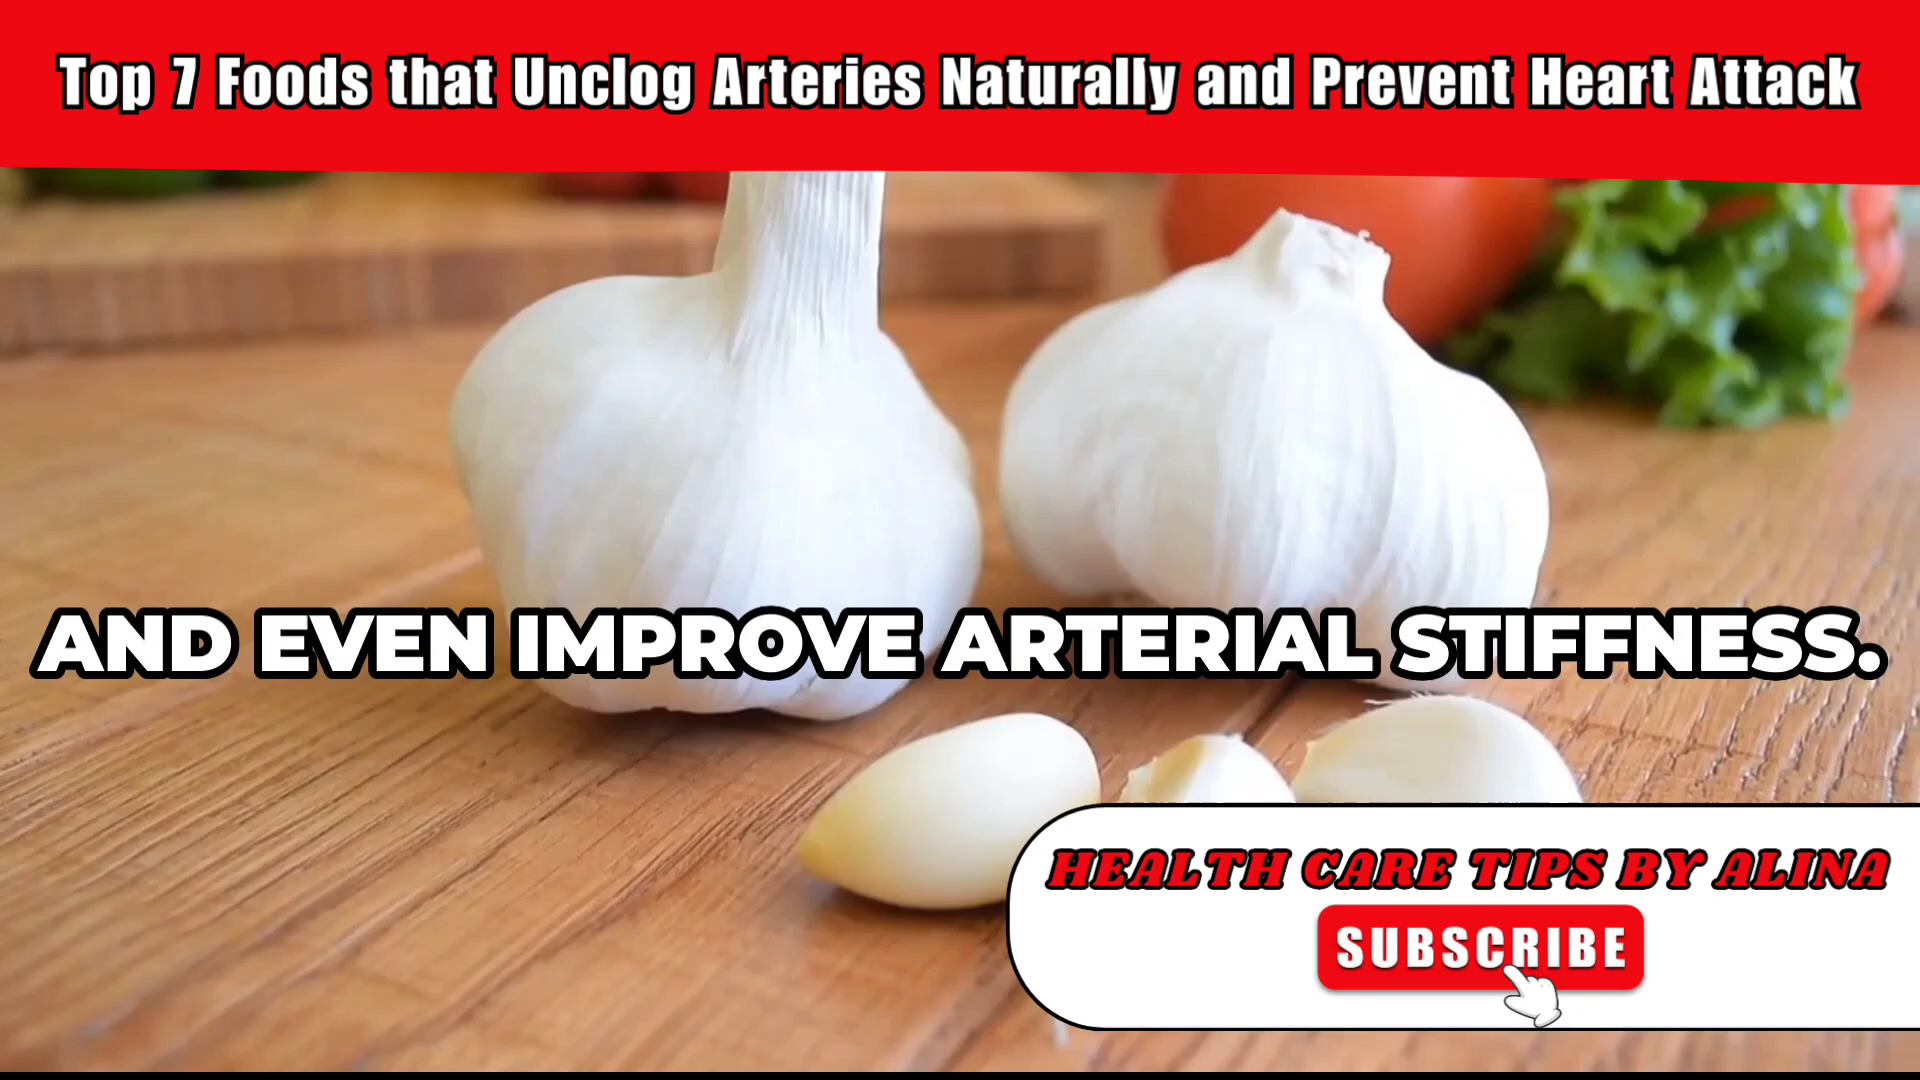 Top 7 Foods that Unclog Arteries Naturally and Prevent Heart Attack
AND EVEN IMPROVE ARTERIAL STIFFNESS.
HEALTH CARE TIPS BY ALINA
SUBSCRIBE